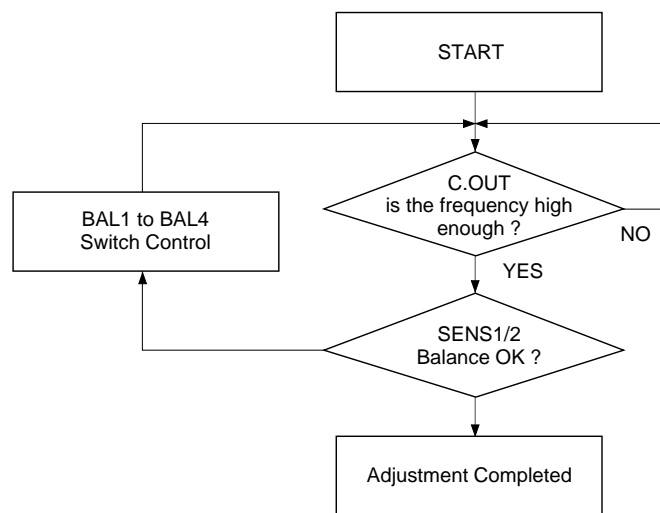 START
C.OUT
is the frequency high
enough ?
NO
BAL1 to BAL4
Switch Control
YES
SENS1/2
Balance OK ?
Adjustment Completed